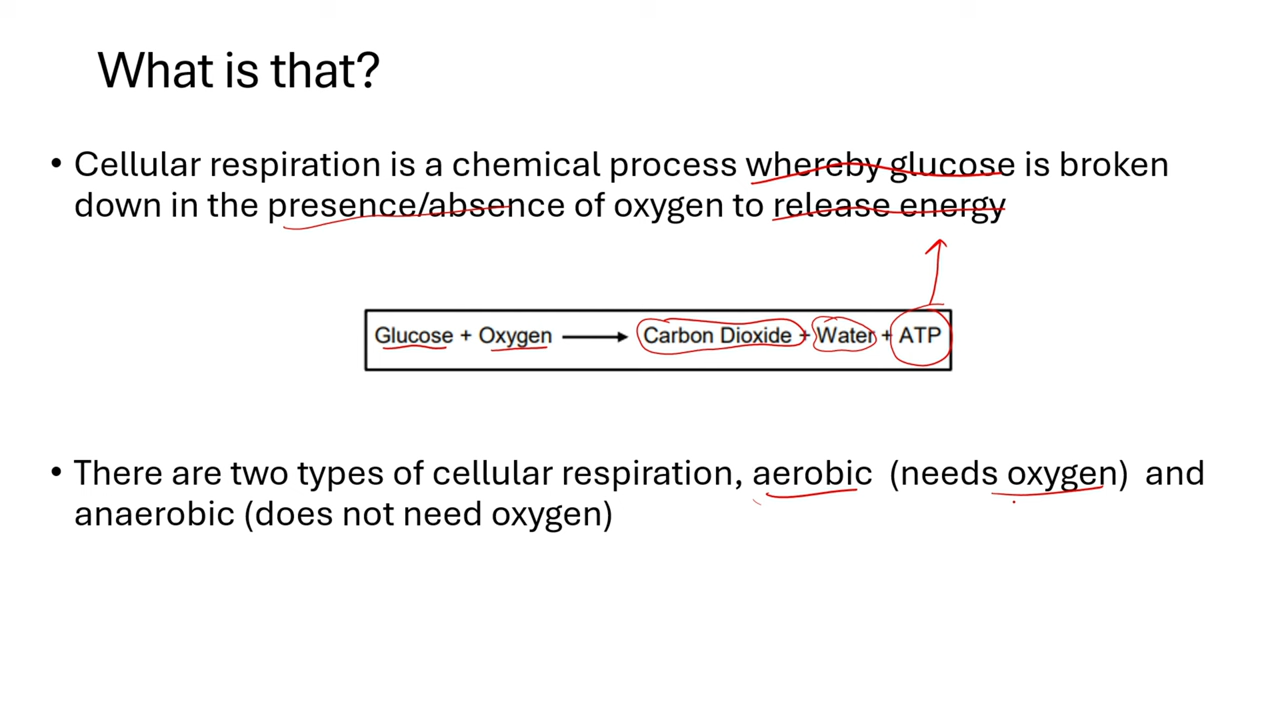 What is that?
• Cellular respiration is a chemical process whereby glucose is broken
down in the presence/absence of oxygen to release energy
Glucose + Oxygen ⟶ Carbon Dioxide + Water + ATP
• There are two types of cellular respiration, aerobic (needs oxygen) and
anaerobic (does not need oxygen)